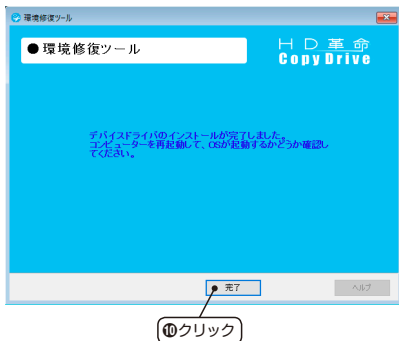 環境修復ツール
●環境修復ツール
HD革命
CopyDrive
デバイスドライバのインストールが完了しました。
コンピューターを再起動して、OSが起動するかどうか確認し
てください。
完了
ヘルプ
❿クリック